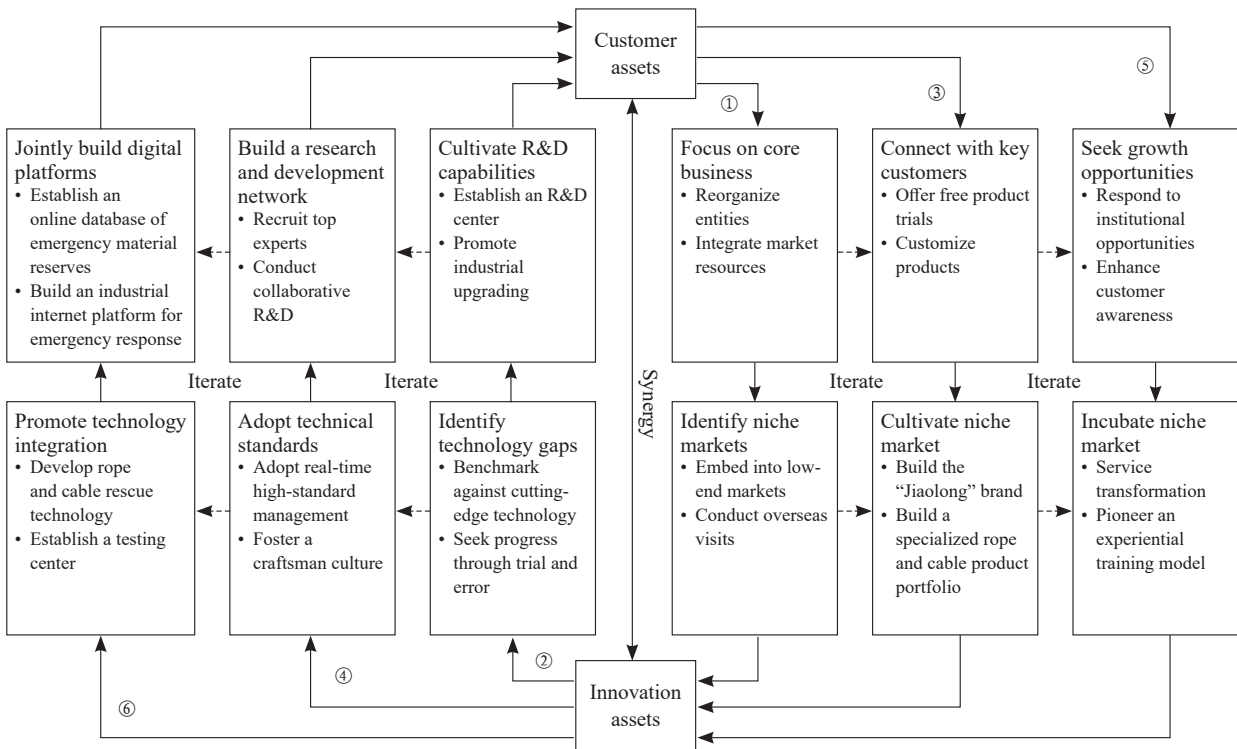 Customer
assets
①
③
⑤
Jointly build digital
platforms
• Establish an
online database of
emergency material
reserves
• Build an industrial
internet platform for
emergency response
Build a research
and development
network
• Recruit top
experts
• Conduct
collaborative
R&D
Cultivate R&D
capabilities
• Establish an R&D
center
• Promote
industrial
upgrading
Focus on core
business
• Reorganize
entities
• Integrate market
resources
Connect with key
customers
• Offer free product
trials
• Customize
products
Seek growth
opportunities
• Respond to
institutional
opportunities
• Enhance
customer
awareness
Iterate
Iterate
Synergy
Iterate
Iterate
Promote technology
integration
• Develop rope
and cable rescue
technology
• Establish a testing
center
Adopt technical
standards
• Adopt real-time
high-standard
management
• Foster a
craftsman culture
Identify
technology gaps
• Benchmark
against cutting-
edge technology
• Seek progress
through trial and
error
Identify niche
markets
• Embed into low-
end markets
• Conduct overseas
visits
Cultivate niche
market
• Build the
“Jiaolong” brand
• Build a
specialized rope
and cable product
portfolio
Incubate niche
market
• Service
transformation
• Pioneer an
experiential
training model
②
④
⑥
Innovation
assets